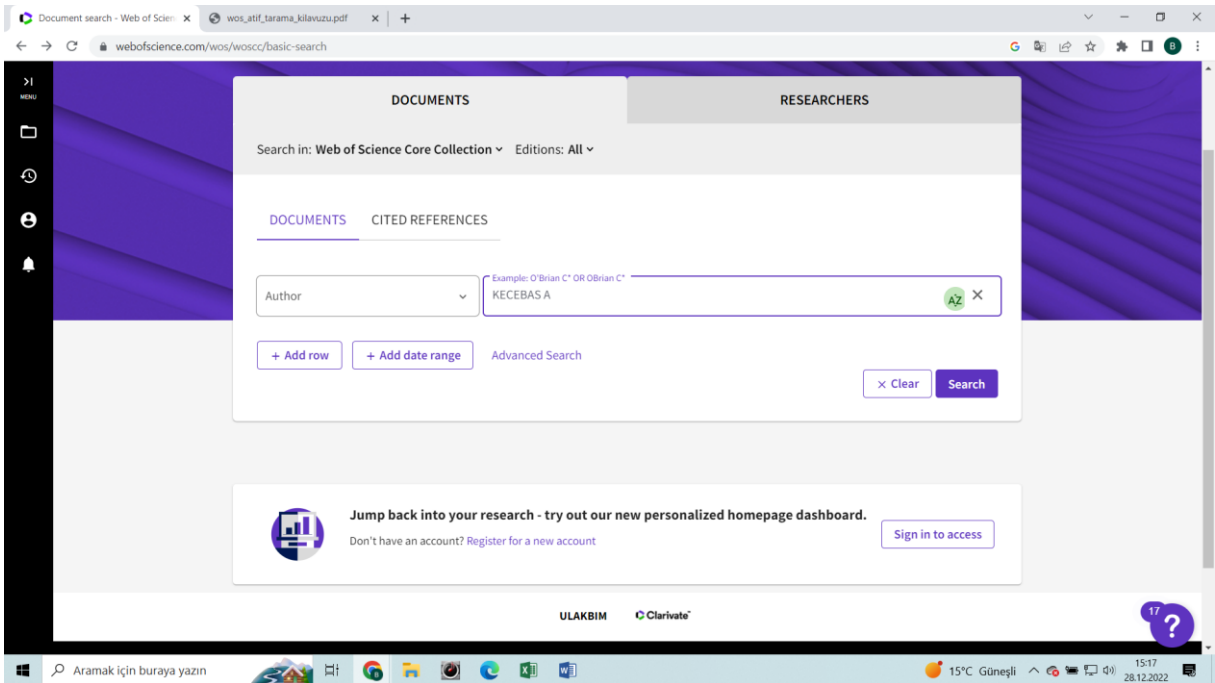 Document search - Web of Scien
wos_atif_tarama_kilavuzu.pdf
webofscience.com/wos/woscc/basic-search
MENU
DOCUMENTS
RESEARCHERS
Search in: Web of Science Core Collection Editions: All
DOCUMENTS
CITED REFERENCES
Author
Example: O'Brian C* OR OBrian C*
KECEBAS A
AZ
+ Add row
+ Add date range
Advanced Search
× Clear
Search
Jump back into your research - try out our new personalized homepage dashboard.
Don't have an account? Register for a new account
Sign in to access
ULAKBIM
Clarivate
17
?
Aramak için buraya yazın
15°C Güneşli
15:17
28.12.2022